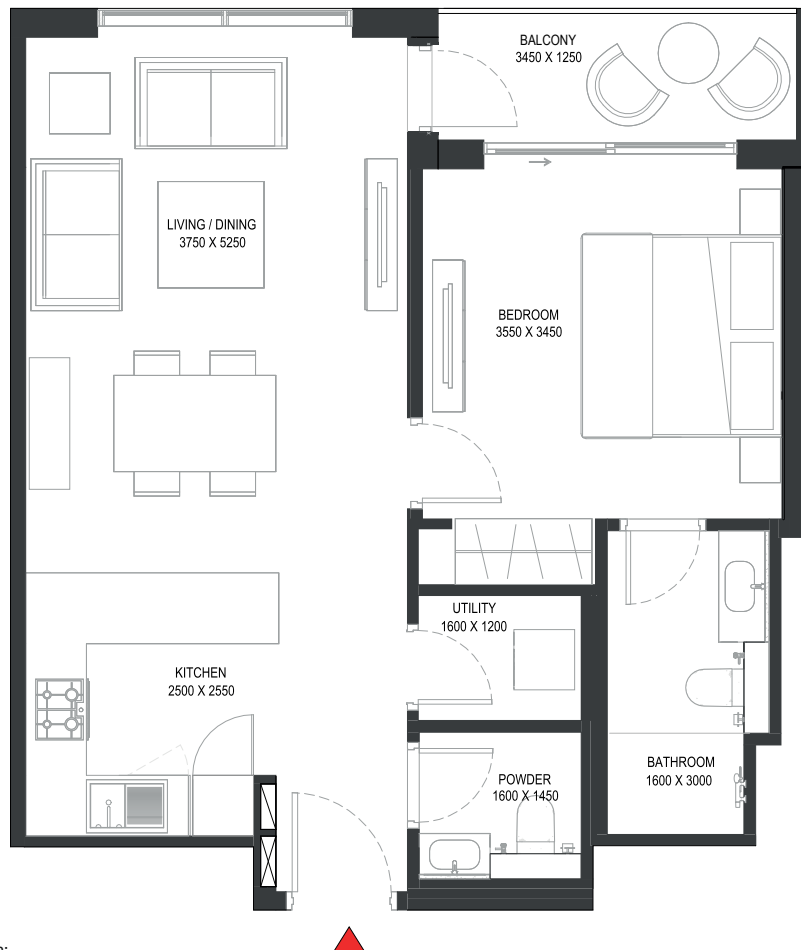 BALCONY
3450 X 1250
LIVING / DINING
3750 X 5250
BEDROOM
3550 X 3450
UTILITY
1600 X 1200
KITCHEN
2500 X 2550
BATHROOM
1600 X 3000
POWDER
1600 X 1450